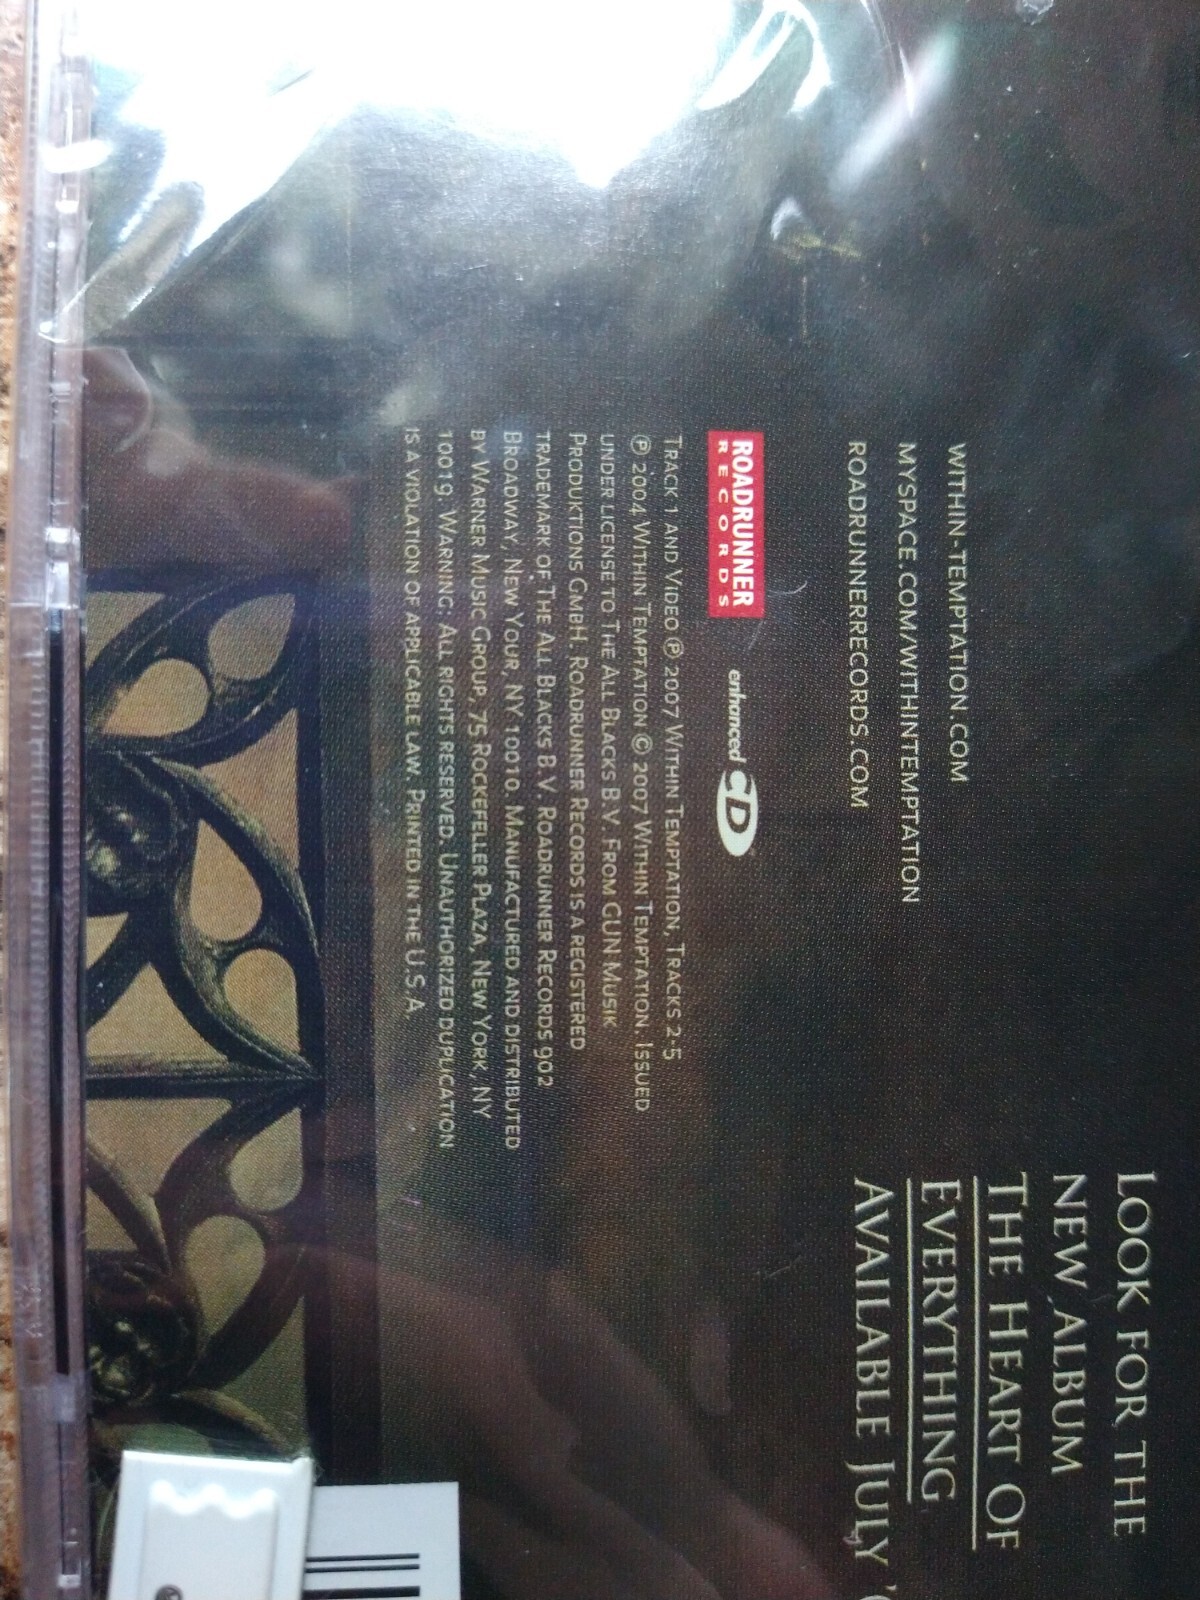 LOOK FOR THE
NEW ALBUM
THE HEART OF
EVERYTHING
AVAILABLE JULY
WITHIN-TEMPTATION.COM
MYSPACE.COM/WITHINTEMPTATION
ROADRUNNERRECORDS.COM
ROADRUNNER
RECORDS
enhanced CD
TRACK 1 AND VIDEO ℗ 2007 WITHIN TEMPTATION, TRACKS 2-5
℗ 2004 WITHIN TEMPTATION © 2007 WITHIN TEMPTATION. ISSUED
UNDER LICENSE TO THE ALL BLACKS B.V. FROM GUN MUSIK
PRODUKTIONS GMBH. ROADRUNNER RECORDS IS A REGISTERED
TRADEMARK OF THE ALL BLACKS B.V. ROADRUNNER RECORDS 902
BROADWAY, NEW YOUR, NY 10010. MANUFACTURED AND DISTRIBUTED
BY WARNER MUSIC GROUP, 75 ROCKEFELLER PLAZA, NEW YORK, NY
10019. WARNING: ALL RIGHTS RESERVED. UNAUTHORIZED DUPLICATION
IS A VIOLATION OF APPLICABLE LAW. PRINTED IN THE U.S.A.